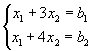 x₁ + 3x₂ = b₁
x₁ + 4x₂ = b₂